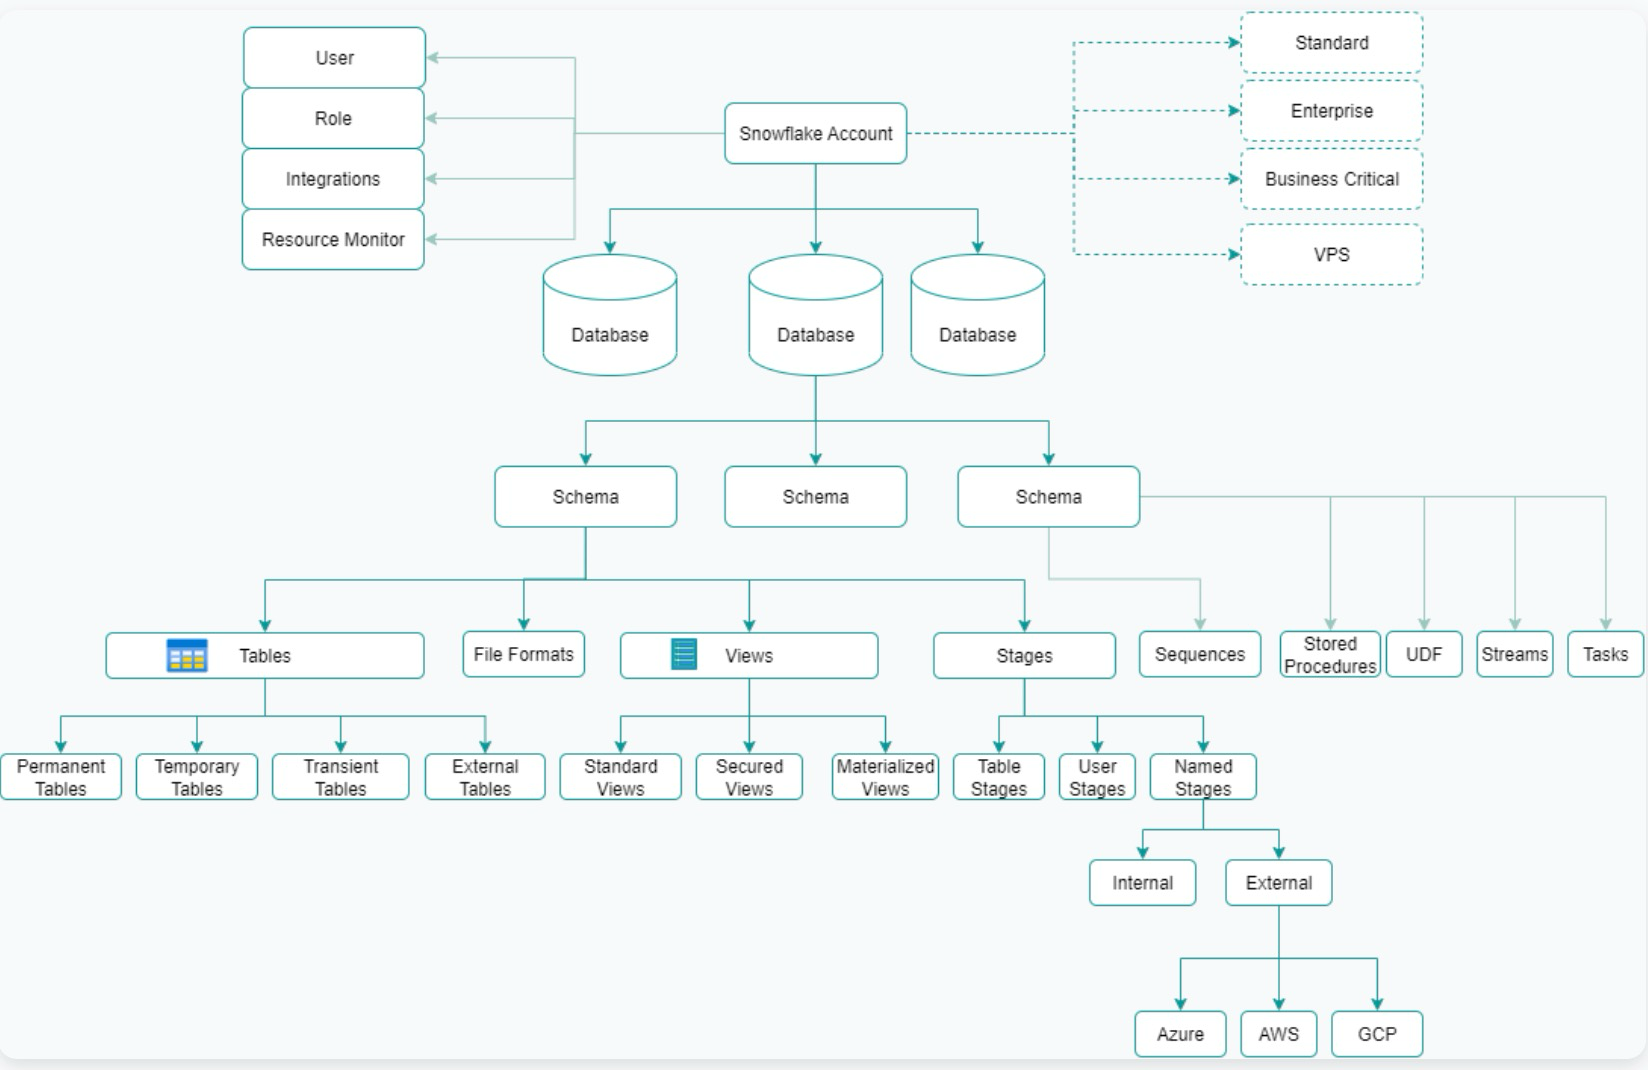 User
Role
Integrations
Resource Monitor
Snowflake Account
Standard
Enterprise
Business Critical
VPS
Database
Database
Database
Schema
Schema
Schema
Tables
File Formats
Views
Stages
Sequences
Stored
Procedures
UDF
Streams
Tasks
Permanent
Tables
Temporary
Tables
Transient
Tables
External
Tables
Standard
Views
Secured
Views
Materialized
Views
Table
Stages
User
Stages
Named
Stages
Internal
External
Azure
AWS
GCP